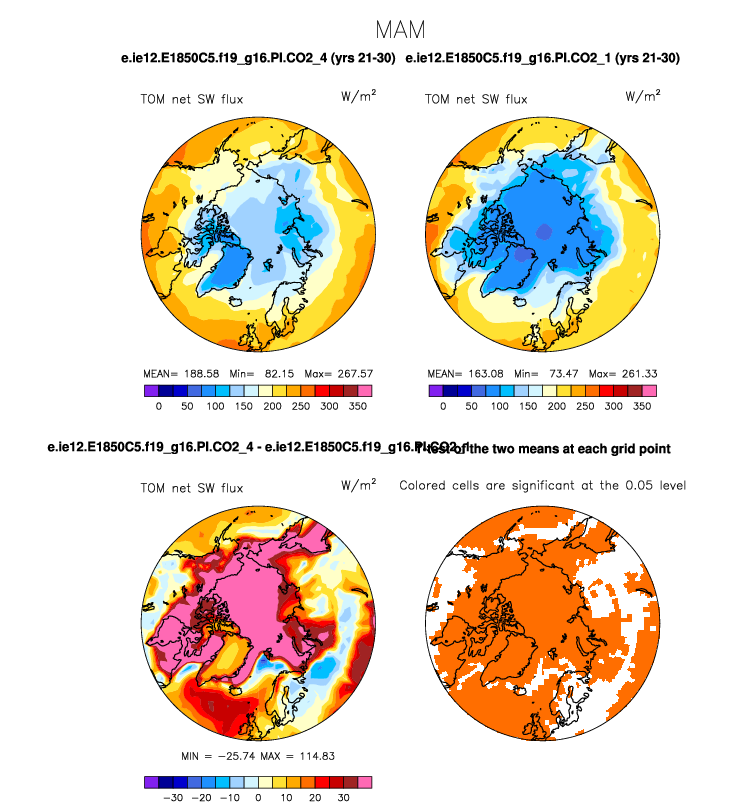 MAM
e.ie12.E1850C5.f19_g16.PI.CO2_4 (yrs 21-30) e.ie12.E1850C5.f19_g16.PI.CO2_1 (yrs 21-30)
TOM net SW flux W/m² TOM net SW flux W/m²
MEAN= 188.58 Min= 82.15 Max= 267.57 MEAN= 163.08 Min= 73.47 Max= 261.33
0 50 100 150 200 250 300 350 0 50 100 150 200 250 300 350
e.ie12.E1850C5.f19_g16.PI.CO2_4 - e.ie12.E1850C5.f19_g16.PI.CO2_1 T-test of the two means at each grid point
TOM net SW flux W/m² Colored cells are significant at the 0.05 level
MIN = −25.74 MAX = 114.83
−30 −20 −10 0 10 20 30